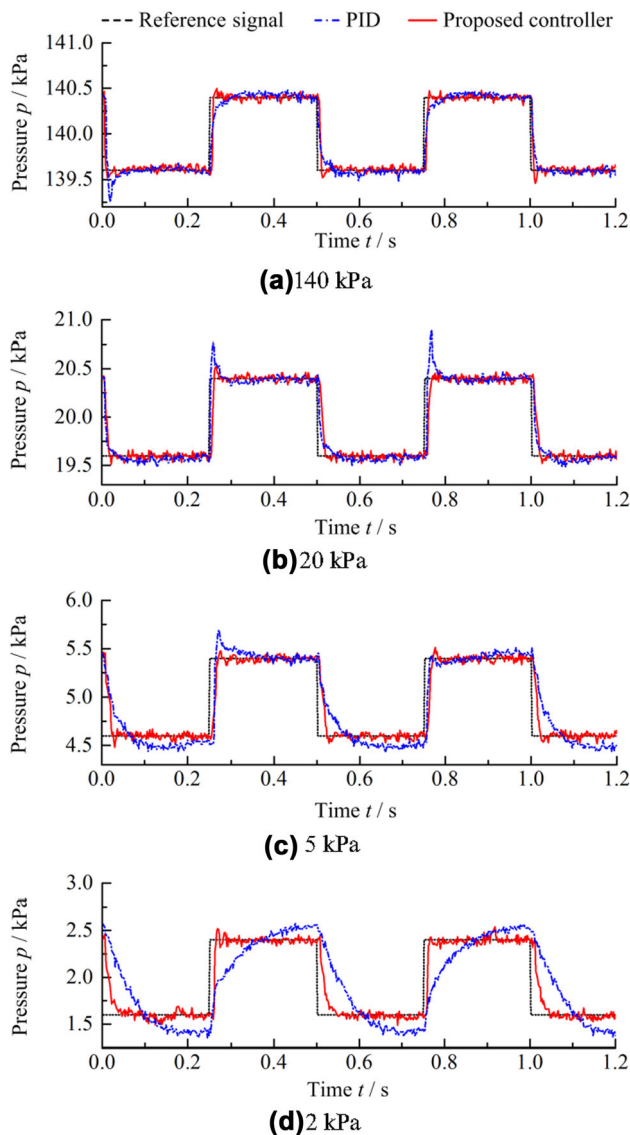 Reference signal PID Proposed controller
141.0
140.5
140.0
139.5
Pressure p / kPa
0.0 0.2 0.4 0.6 0.8 1.0 1.2
Time t / s
(a) 140 kPa
21.0
20.5
20.0
19.5
Pressure p / kPa
0.0 0.2 0.4 0.6 0.8 1.0 1.2
Time t / s
(b) 20 kPa
6.0
5.5
5.0
4.5
Pressure p / kPa
0.0 0.2 0.4 0.6 0.8 1.0 1.2
Time t / s
(c) 5 kPa
3.0
2.5
2.0
1.5
Pressure p / kPa
0.0 0.2 0.4 0.6 0.8 1.0 1.2
Time t / s
(d) 2 kPa